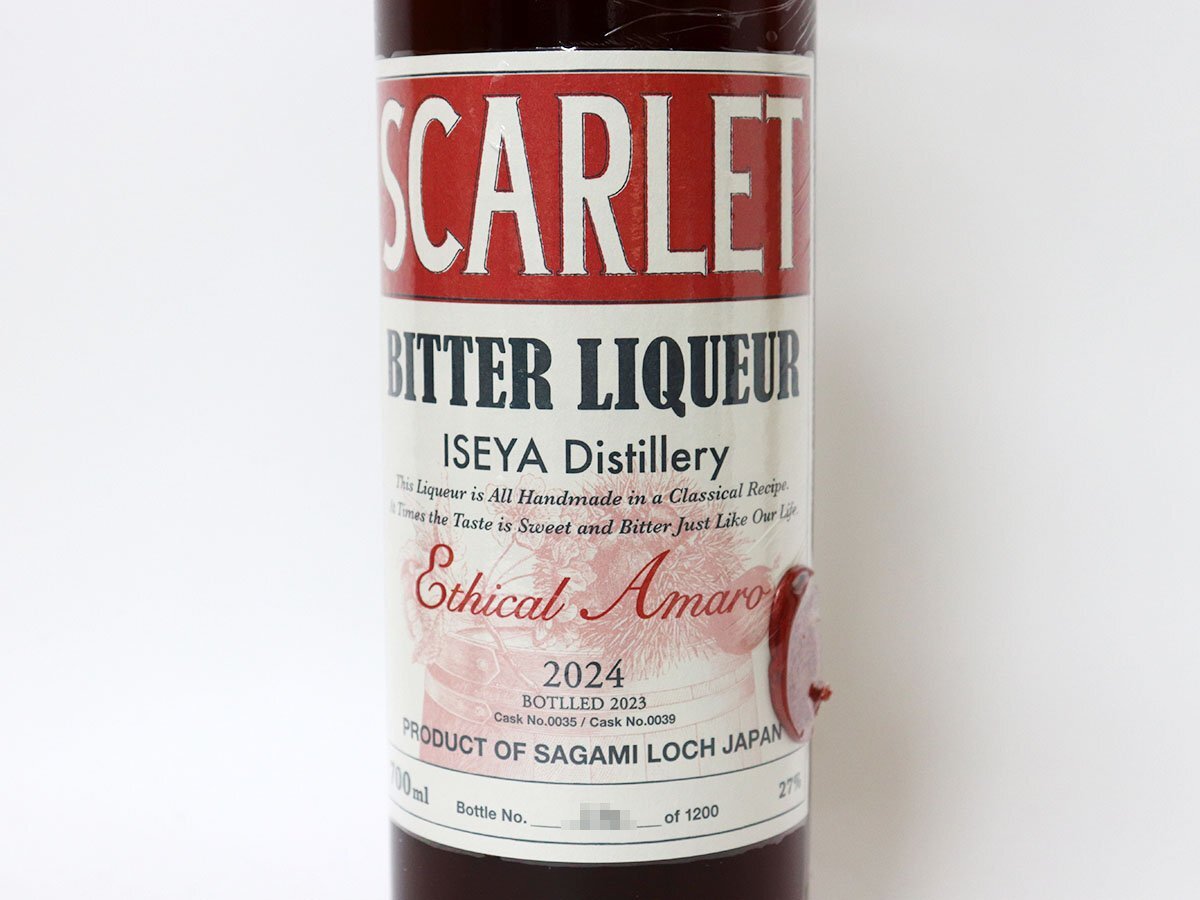 SCARLET
BITTER LIQUEUR
ISEYA Distillery
This Liqueur is All Handmade in a Classical Recipe.
At Times the Taste is Sweet and Bitter Just Like Our Life.
Ethical Amaro
2024
BOTLLED 2023
Cask No.0035 / Cask No.0039
PRODUCT OF SAGAMI LOCH JAPAN
700ml
27%
Bottle No. of 1200